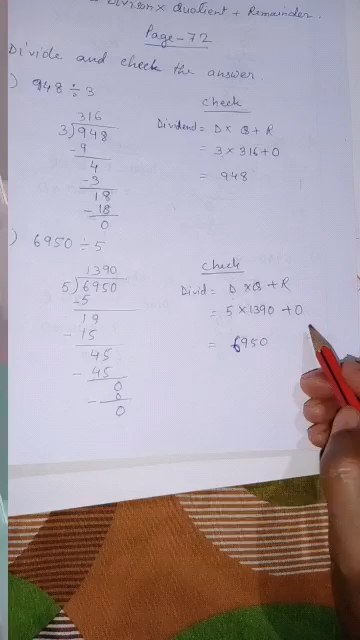 Division × Quotient + Remainder.
Page - 72
Divide and check the answer
) 948 ÷ 3
316
3)948
-9
4
-3
18
-18
0
Check
Dividend = D × Q + R
= 3 × 316 + 0
= 948
) 6950 ÷ 5
1390
5)6950
-5
19
- 15
45
- 45
0
- 0
0
Check
Divid = D × Q + R
= 5 × 1390 + 0
= 6950